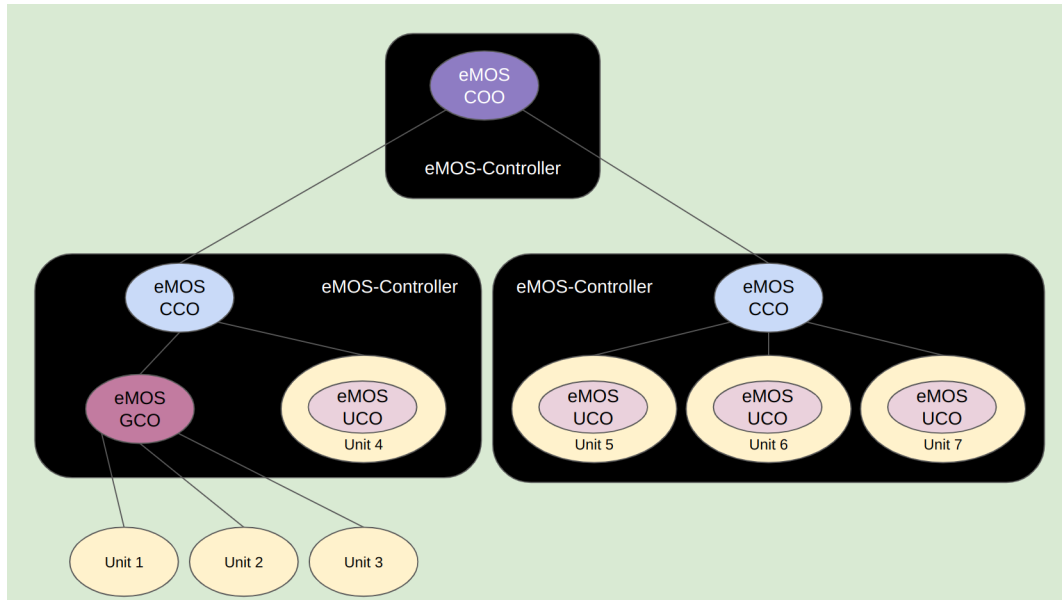 eMOS
COO
eMOS-Controller
eMOS
CCO
eMOS-Controller
eMOS-Controller
eMOS
CCO
eMOS
GCO
eMOS
UCO
Unit 4
eMOS
UCO
Unit 5
eMOS
UCO
Unit 6
eMOS
UCO
Unit 7
Unit 1
Unit 2
Unit 3